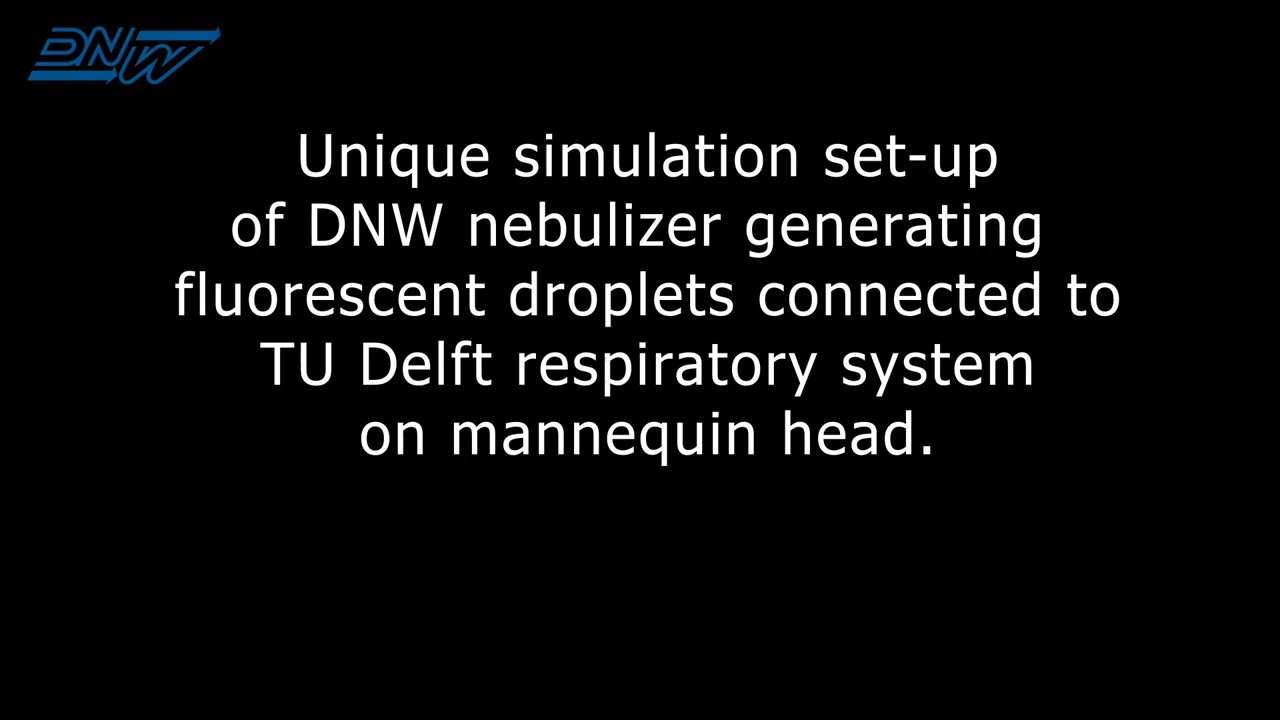 DNW
Unique simulation set-up
of DNW nebulizer generating
fluorescent droplets connected to
TU Delft respiratory system
on mannequin head.